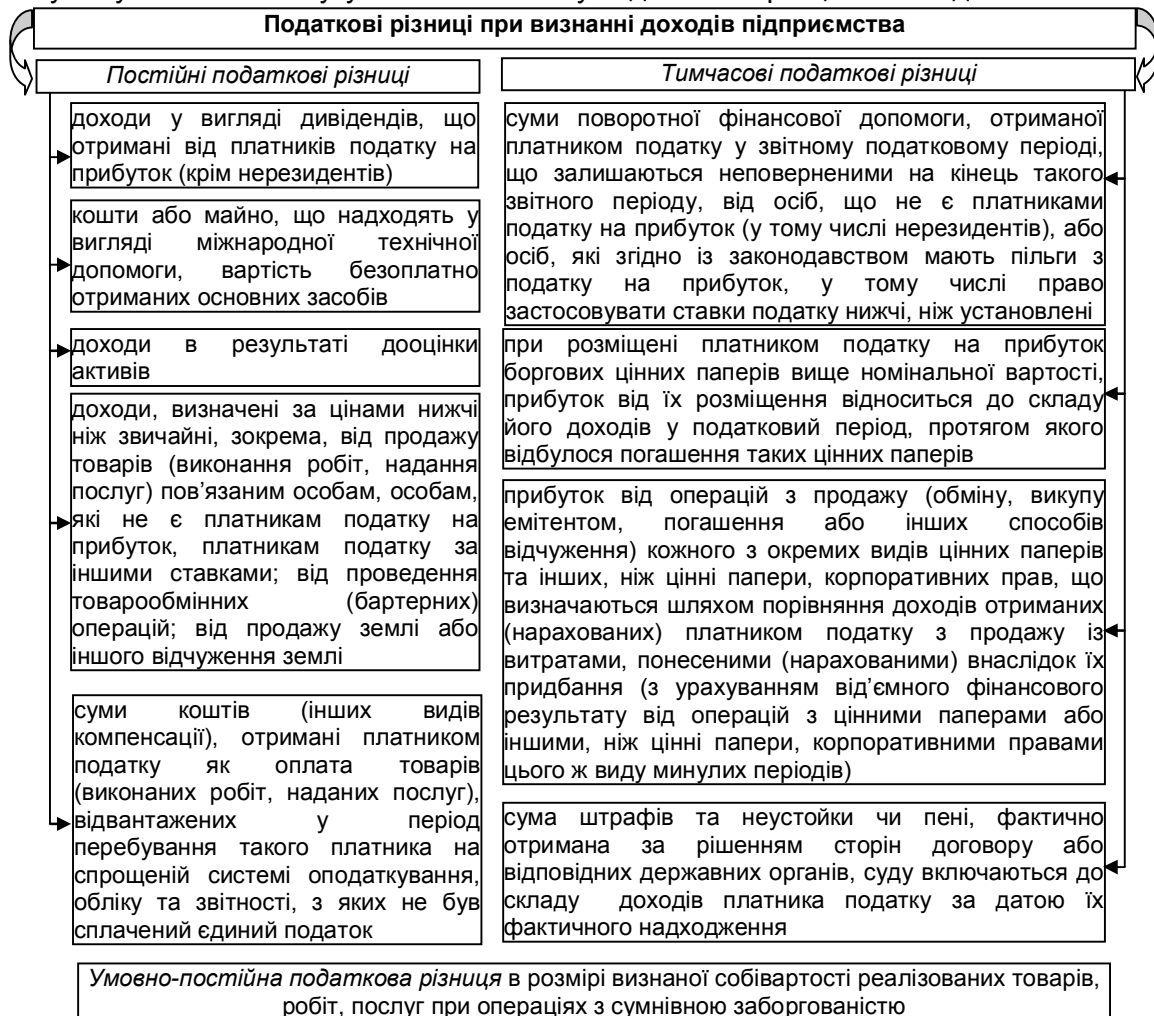 Податкові різниці при визнанні доходів підприємства
Постійні податкові різниці
доходи у вигляді дивідендів, що
отримані від платників податку на
прибуток (крім нерезидентів)
кошти або майно, що надходять у
вигляді міжнародної технічної
допомоги, вартість безоплатно
отриманих основних засобів
доходи в результаті дооцінки
активів
доходи, визначені за цінами нижчі
ніж звичайні, зокрема, від продажу
товарів (виконання робіт, надання
послуг) пов’язаним особам, особам,
які не є платникам податку на
прибуток, платникам податку за
іншими ставками; від проведення
товарообмінних (бартерних)
операцій; від продажу землі або
іншого відчуження землі
суми коштів (інших видів
компенсації), отримані платником
податку як оплата товарів
(виконаних робіт, наданих послуг),
відвантажених у період
перебування такого платника на
спрощеній системі оподаткування,
обліку та звітності, з яких не був
сплачений єдиний податок
Тимчасові податкові різниці
суми поворотної фінансової допомоги, отриманої
платником податку у звітному податковому періоді,
що залишаються неповерненими на кінець такого
звітного періоду, від осіб, що не є платниками
податку на прибуток (у тому числі нерезидентів), або
осіб, які згідно із законодавством мають пільги з
податку на прибуток, у тому числі право
застосовувати ставки податку нижчі, ніж установлені
при розміщені платником податку на прибуток
боргових цінних паперів вище номінальної вартості,
прибуток від їх розміщення відноситься до складу
його доходів у податковий період, протягом якого
відбулося погашення таких цінних паперів
прибуток від операцій з продажу (обміну, викупу
емітентом, погашення або інших способів
відчуження) кожного з окремих видів цінних паперів
та інших, ніж цінні папери, корпоративних прав, що
визначаються шляхом порівняння доходів отриманих
(нарахованих) платником податку з продажу із
витратами, понесеними (нарахованими) внаслідок їх
придбання (з урахуванням від’ємного фінансового
результату від операцій з цінними паперами або
іншими, ніж цінні папери, корпоративними правами
цього ж виду минулих періодів)
сума штрафів та неустойки чи пені, фактично
отримана за рішенням сторін договору або
відповідних державних органів, суду включаються до
складу доходів платника податку за датою їх
фактичного надходження
Умовно-постійна податкова різниця в розмірі визнаної собівартості реалізованих товарів,
робіт, послуг при операціях з сумнівною заборгованістю